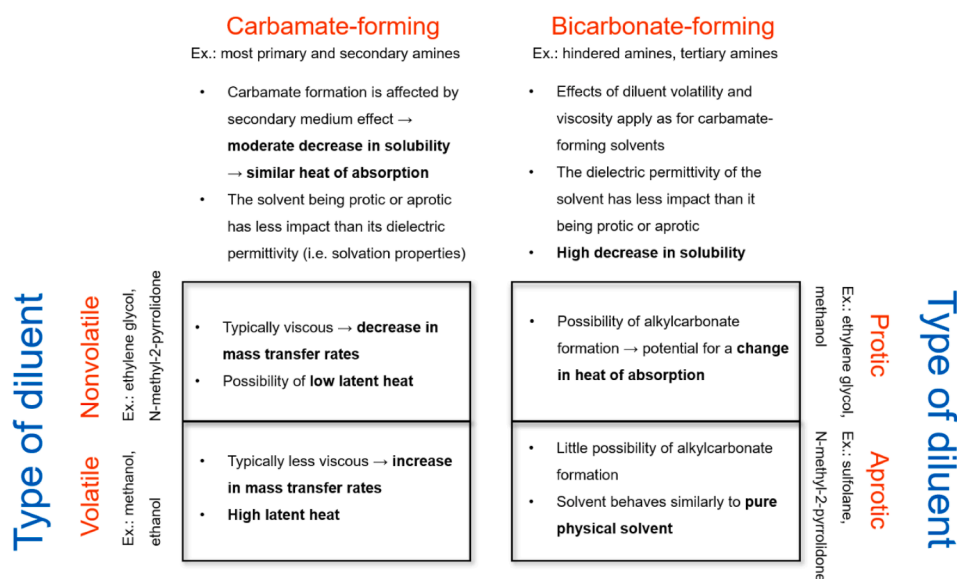 Carbamate-forming
Ex.: most primary and secondary amines
• Carbamate formation is affected by
secondary medium effect →
moderate decrease in solubility
→ similar heat of absorption
• The solvent being protic or aprotic
has less impact than its dielectric
permittivity (i.e. solvation properties)
Bicarbonate-forming
Ex.: hindered amines, tertiary amines
• Effects of diluent volatility and
viscosity apply as for carbamate-
forming solvents
• The dielectric permittivity of the
solvent has less impact than it
being protic or aprotic
• High decrease in solubility
Type of diluent
Nonvolatile
Ex.: ethylene glycol,
N-methyl-2-pyrrolidone
• Typically viscous → decrease in
mass transfer rates
• Possibility of low latent heat
Volatile
Ex.: methanol,
ethanol
• Typically less viscous → increase
in mass transfer rates
• High latent heat
• Possibility of alkylcarbonate
formation → potential for a change
in heat of absorption
Ex.: ethylene glycol,
methanol
Protic
• Little possibility of alkylcarbonate
formation
• Solvent behaves similarly to pure
physical solvent
Ex.: sulfolane,
N-methyl-2-pyrrolidone
Aprotic
Type of diluent